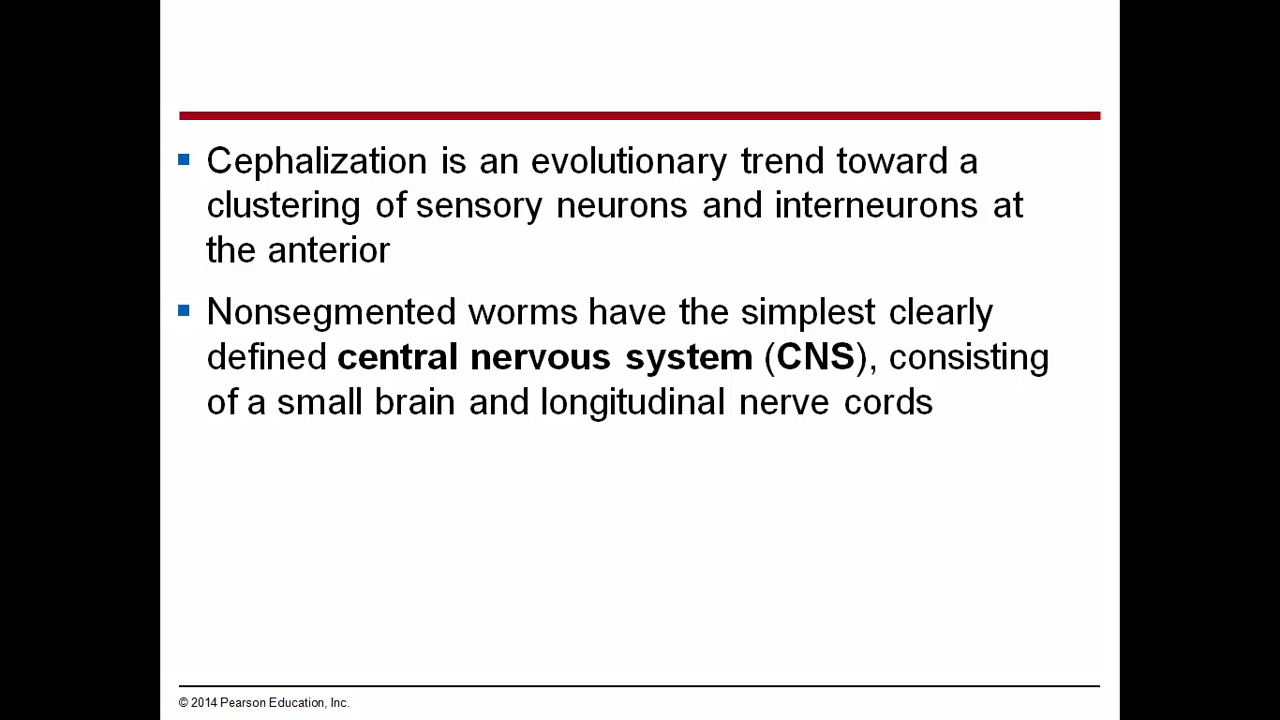 Cephalization is an evolutionary trend toward a
clustering of sensory neurons and interneurons at
the anterior
Nonsegmented worms have the simplest clearly
defined central nervous system (CNS), consisting
of a small brain and longitudinal nerve cords
© 2014 Pearson Education, Inc.